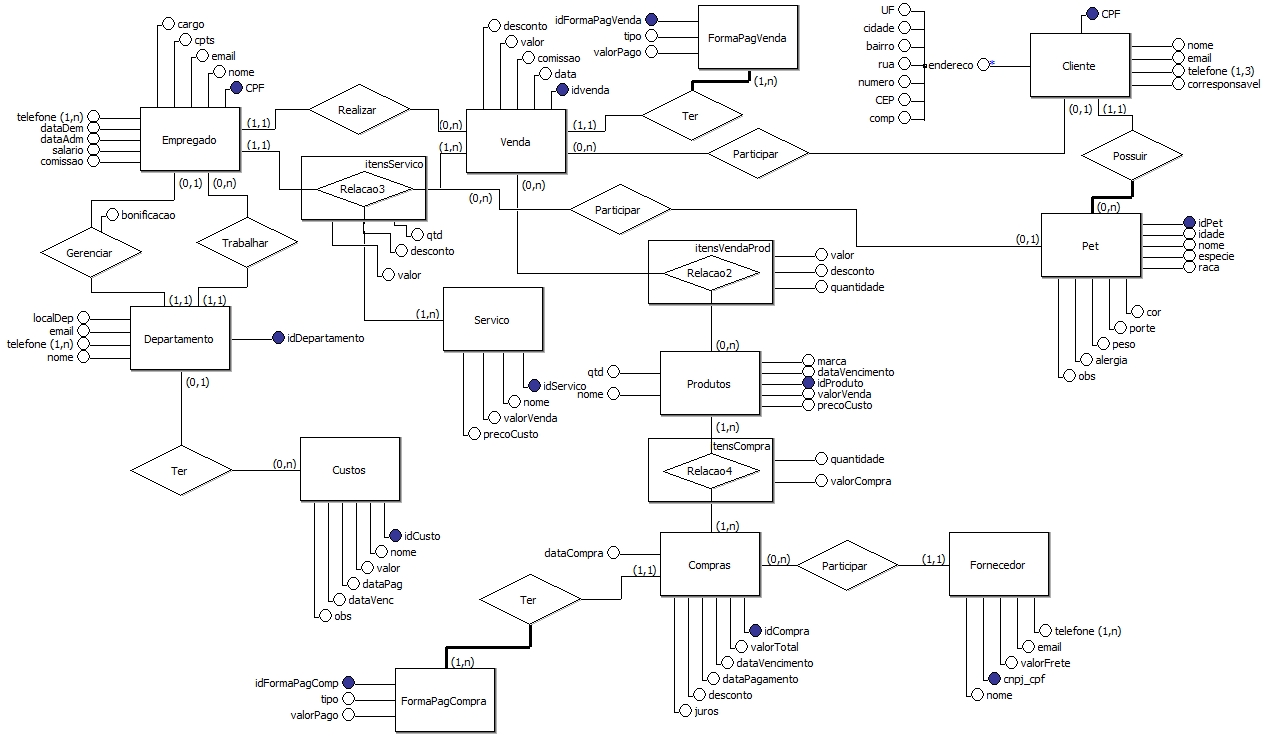 cargo
cpts
email
nome
CPF
telefone (1,n)
dataDem
dataAdm
salario
comissao
Empregado
(1,1)
(1,1)
(0,1)
(0,n)
Realizar
(0,n)
(1,n)
desconto
valor
comissao
data
idvenda
Venda
(1,1)
(0,n)
(0,n)
idFormaPagVenda
tipo
valorPago
FormaPagVenda
(1,n)
Ter
Participar
UF
cidade
bairro
rua
numero
CEP
comp
endereco
*
CPF
Cliente
nome
email
telefone (1,3)
corresponsavel
(0,1)
(1,1)
Possuir
(0,n)
itensServico
Relacao3
(0,n)
qtd
desconto
valor
Participar
(0,1)
Pet
idPet
idade
nome
especie
raca
cor
porte
peso
alergia
obs
bonificacao
Gerenciar
Trabalhar
(1,1)
(1,1)
localDep
email
telefone (1,n)
nome
Departamento
idDepartamento
(0,1)
(1,n)
Servico
idServico
nome
valorVenda
precoCusto
itensVendaProd
Relacao2
valor
desconto
quantidade
(0,n)
qtd
nome
Produtos
marca
dataVencimento
idProduto
valorVenda
precoCusto
(1,n)
itensCompra
Relacao4
quantidade
valorCompra
(1,n)
Ter
(0,n)
Custos
idCusto
nome
valor
dataPag
dataVenc
obs
dataCompra
(1,1)
Compras
(0,n)
Participar
(1,1)
Fornecedor
telefone (1,n)
email
valorFrete
cnpj_cpf
nome
idCompra
valorTotal
dataVencimento
dataPagamento
desconto
juros
Ter
(1,n)
idFormaPagComp
tipo
valorPago
FormaPagCompra